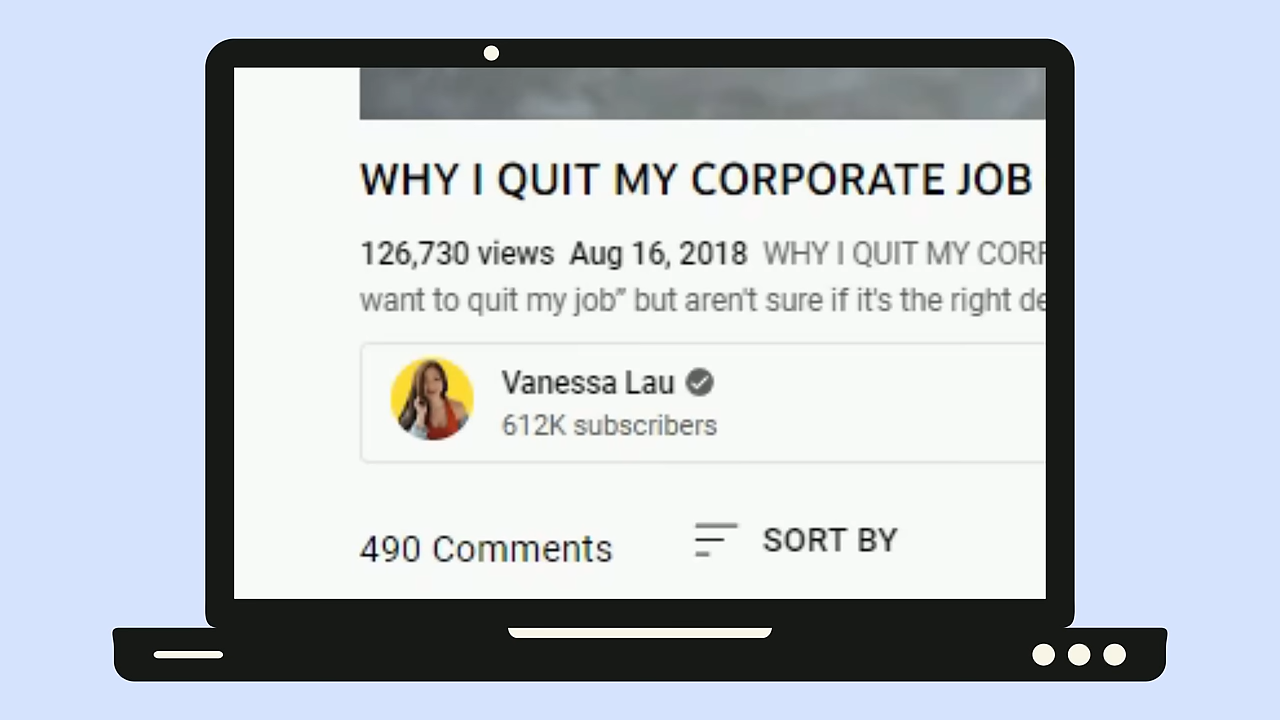 WHY I QUIT MY CORPORATE JOB
126,730 views Aug 16, 2018 WHY I QUIT MY CORP
want to quit my job” but aren't sure if it's the right de
Vanessa Lau
612K subscribers
490 Comments SORT BY